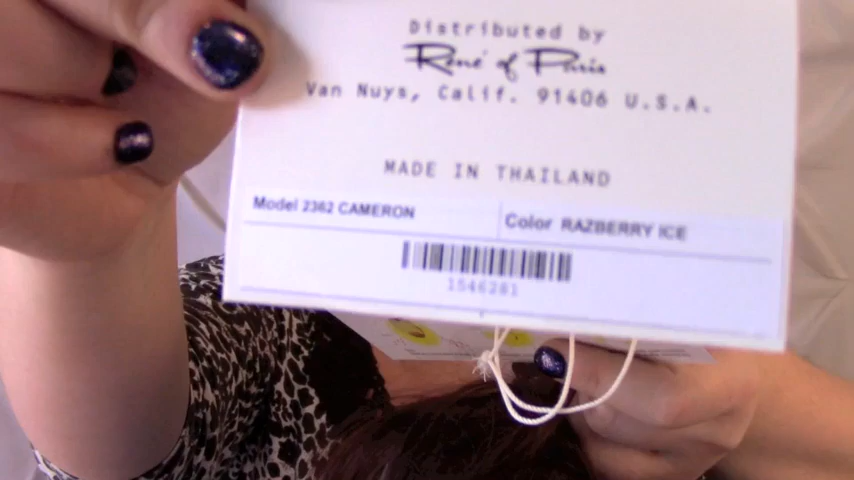 Distributed by
René of Paris
Van Nuys, Calif. 91406 U.S.A.
MADE IN THAILAND
Model 2362 CAMERON
Color RAZBERRY ICE
1546281